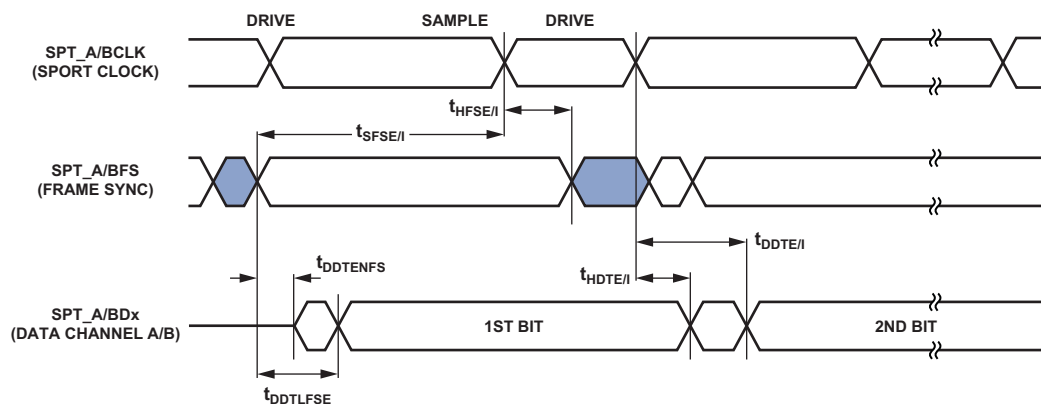 DRIVE SAMPLE DRIVE
SPT_A/BCLK
(SPORT CLOCK)
tHFSE/I
tSFSE/I
SPT_A/BFS
(FRAME SYNC)
tDDTE/I
tDDTENFS
tHDTE/I
SPT_A/BDx
(DATA CHANNEL A/B)
1ST BIT 2ND BIT
tDDTLFSE